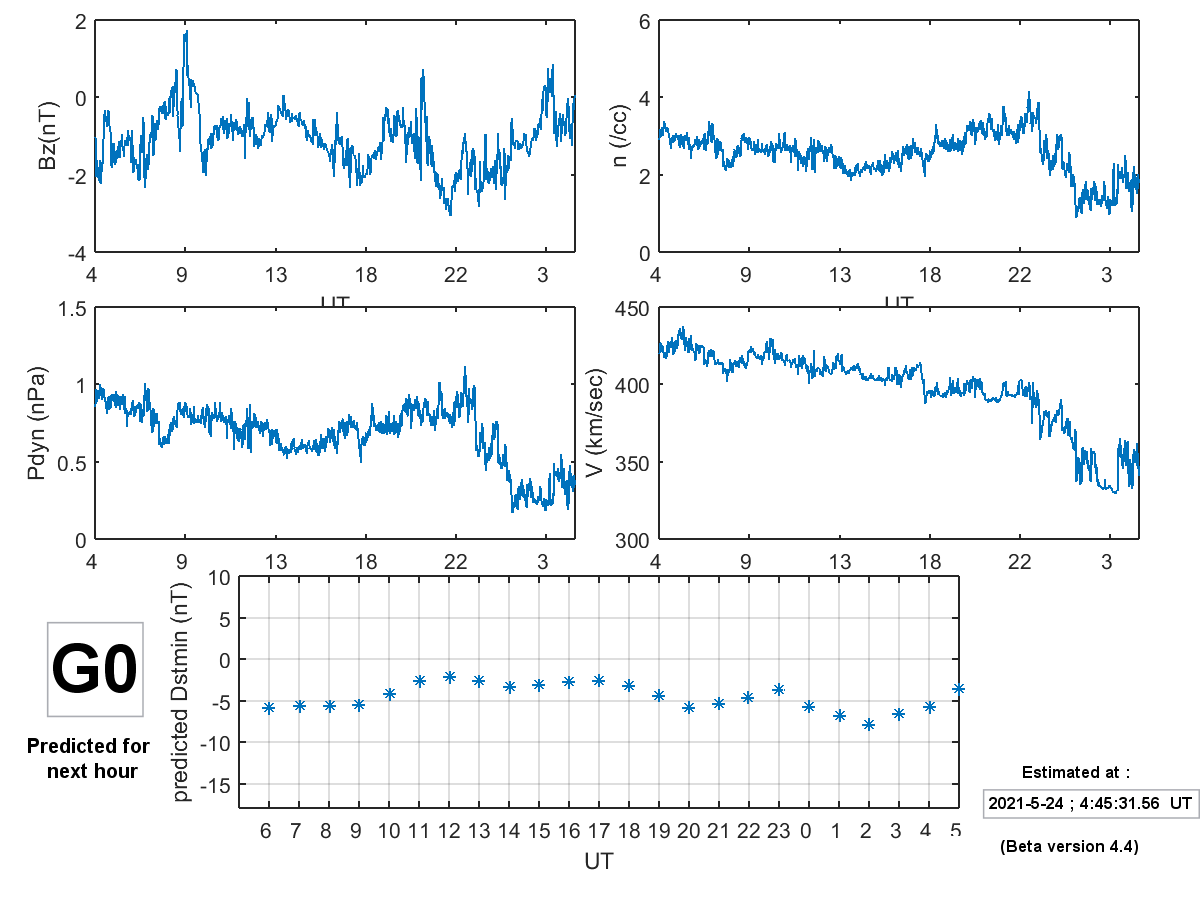 2
0
-2
-4
Bz(nT)
4 9 13 18 22 3
UT
6
4
2
0
n (/cc)
4 9 13 18 22 3
UT
1.5
1
0.5
0
Pdyn (nPa)
4 9 13 18 22 3
450
400
350
300
V (km/sec)
4 9 13 18 22 3
10
5
0
-5
-10
-15
predicted Dstmin (nT)
6 7 8 9 10 11 12 13 14 15 16 17 18 19 20 21 22 23 0 1 2 3 4 5
UT
G0
Predicted for
next hour
Estimated at :
2021-5-24 ; 4:45:31.56 UT
(Beta version 4.4)